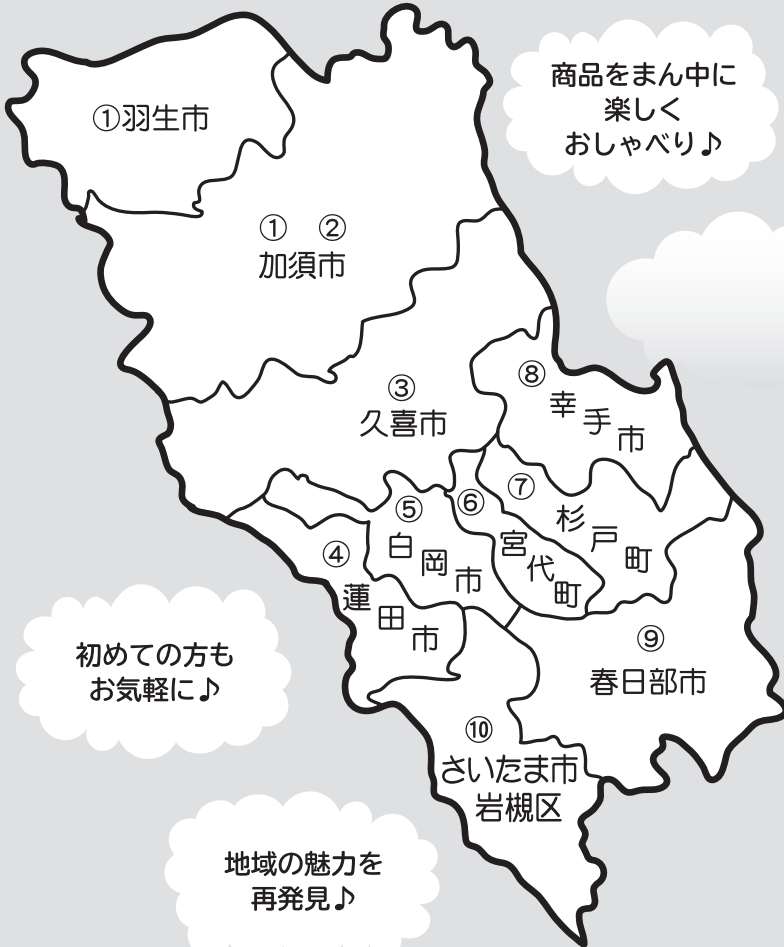 商品をまん中に
楽しく
おしゃべり♪
①羽生市
① ②
加須市
③
久喜市
⑧
幸手市
⑦
杉戸町
⑥
宮代町
⑤
白岡市
④
蓮田市
⑨
春日部市
⑩
さいたま市
岩槻区
初めての方も
お気軽に♪
地域の魅力を
再発見♪